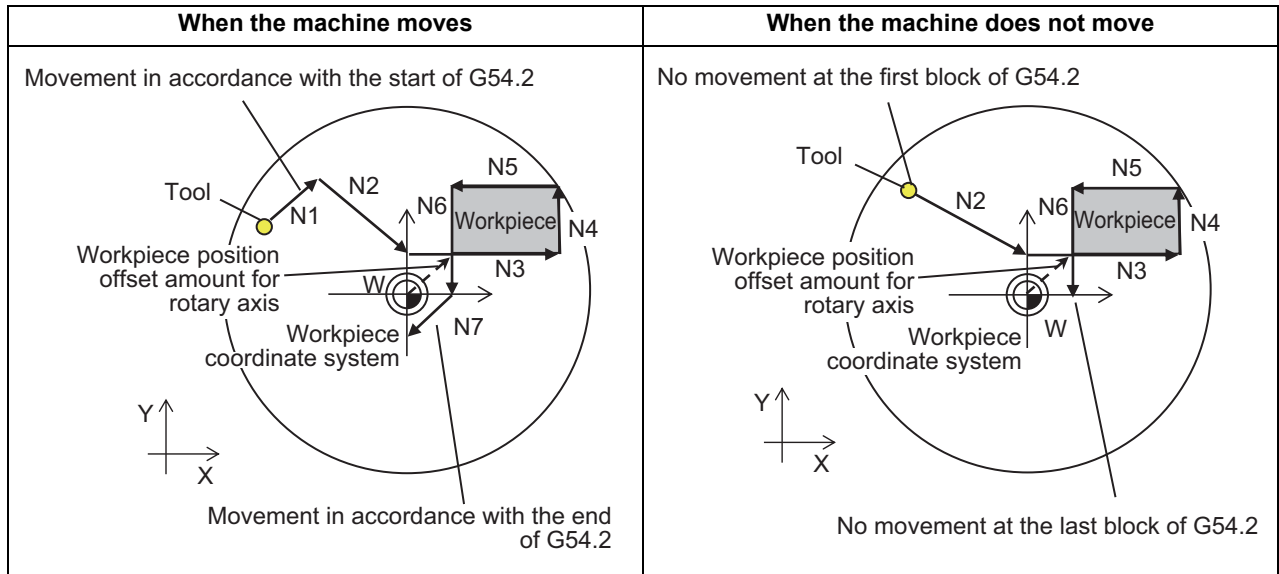 When the machine moves
When the machine does not move
Movement in accordance with the start of G54.2
Tool
N1
N2
N5
N6
Workpiece
N4
N3
Workpiece position
offset amount for
rotary axis
W
N7
Workpiece
coordinate system
Y
X
Movement in accordance with the end
of G54.2
No movement at the first block of G54.2
Tool
N2
N5
N6
Workpiece
N4
N3
Workpiece position
offset amount for
rotary axis
W
Workpiece
coordinate system
Y
X
No movement at the last block of G54.2